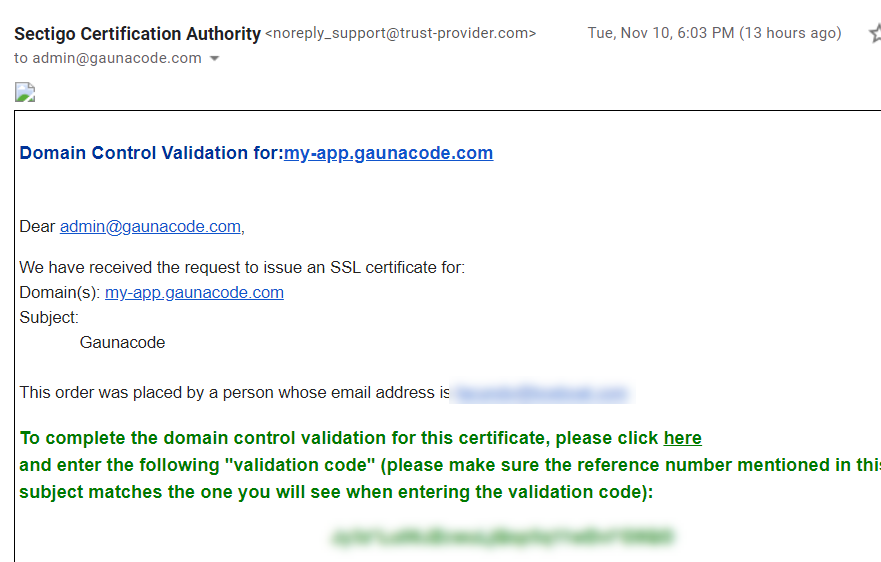 Sectigo Certification Authority <noreply_support@trust-provider.com> Tue, Nov 10, 6:03 PM (13 hours ago)
to admin@gaunacode.com
Domain Control Validation for:my-app.gaunacode.com
Dear admin@gaunacode.com,
We have received the request to issue an SSL certificate for:
Domain(s): my-app.gaunacode.com
Subject:
Gaunacode
This order was placed by a person whose email address is
To complete the domain control validation for this certificate, please click here
and enter the following "validation code" (please make sure the reference number mentioned in this
subject matches the one you will see when entering the validation code):